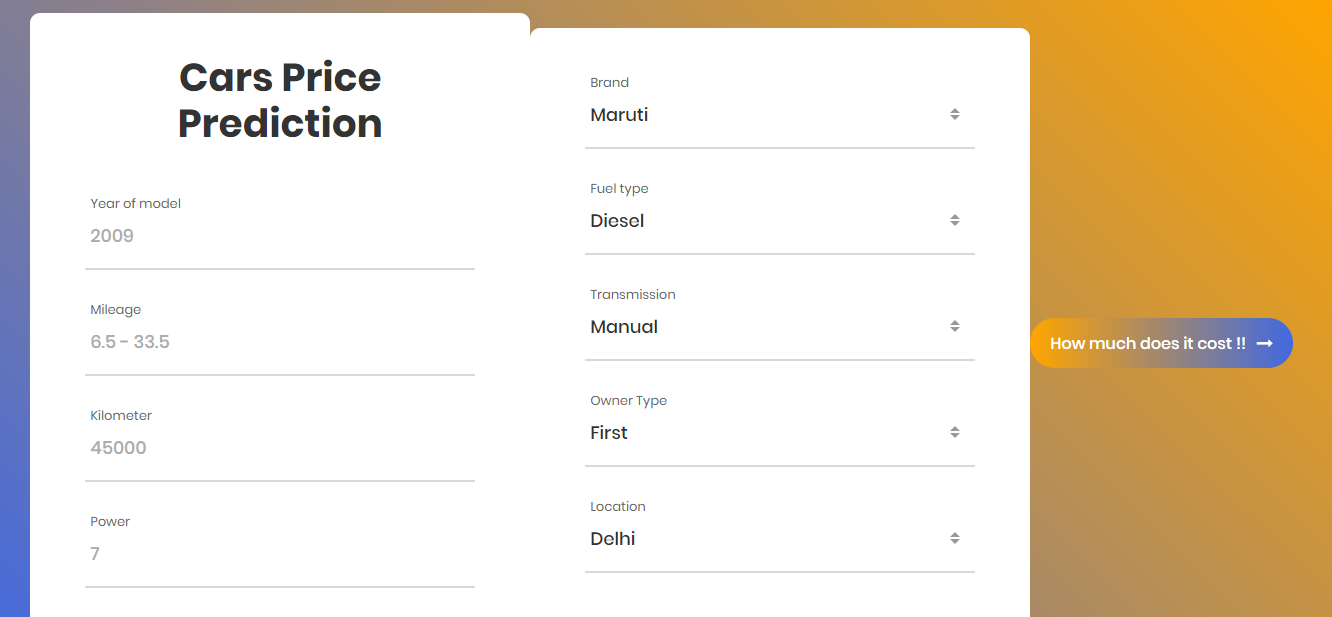 Cars Price
Prediction
Year of model
2009
Mileage
6.5 - 33.5
Kilometer
45000
Power
7
Brand
Maruti
Fuel type
Diesel
Transmission
Manual
Owner Type
First
Location
Delhi
How much does it cost !!